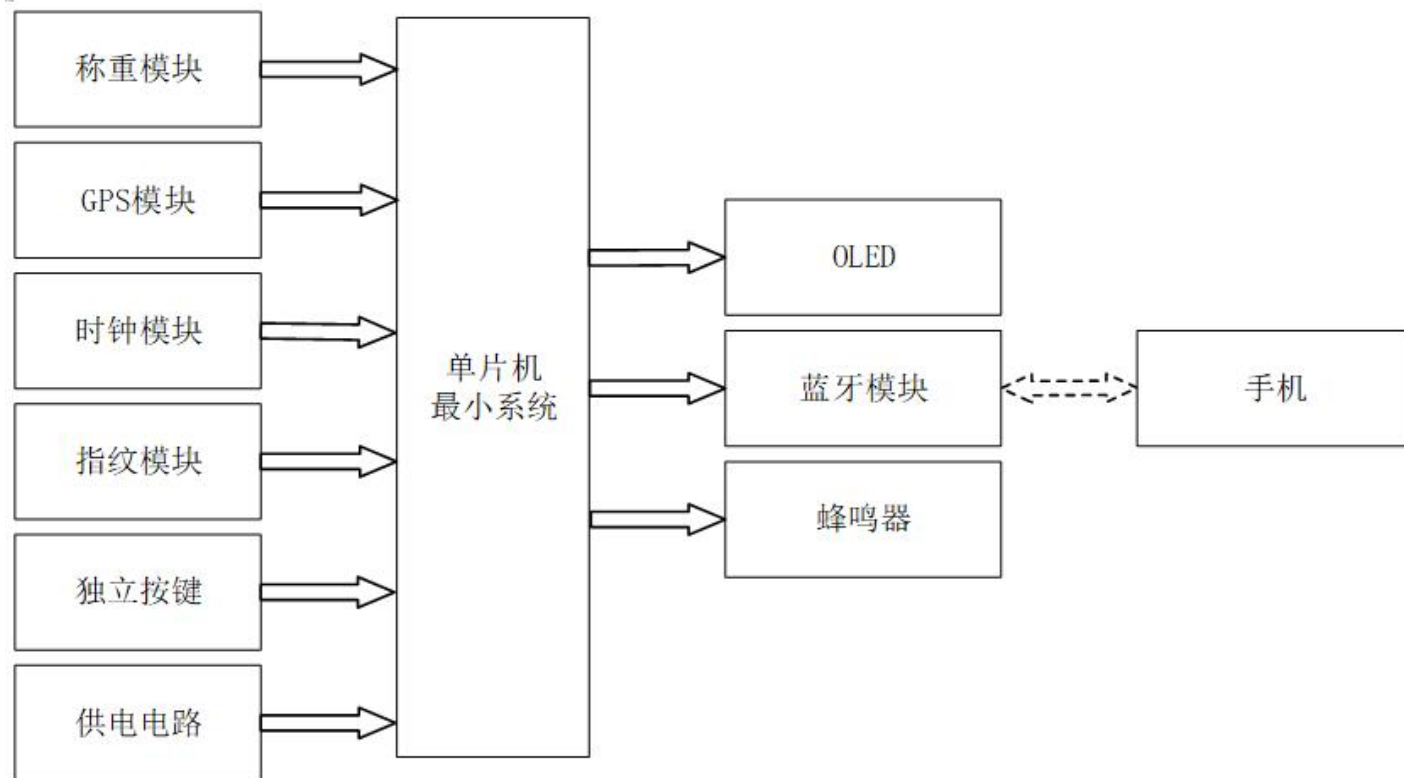 称重模块
GPS模块
时钟模块
指纹模块
独立按键
供电电路
单片机
最小系统
OLED
蓝牙模块
蜂鸣器
手机